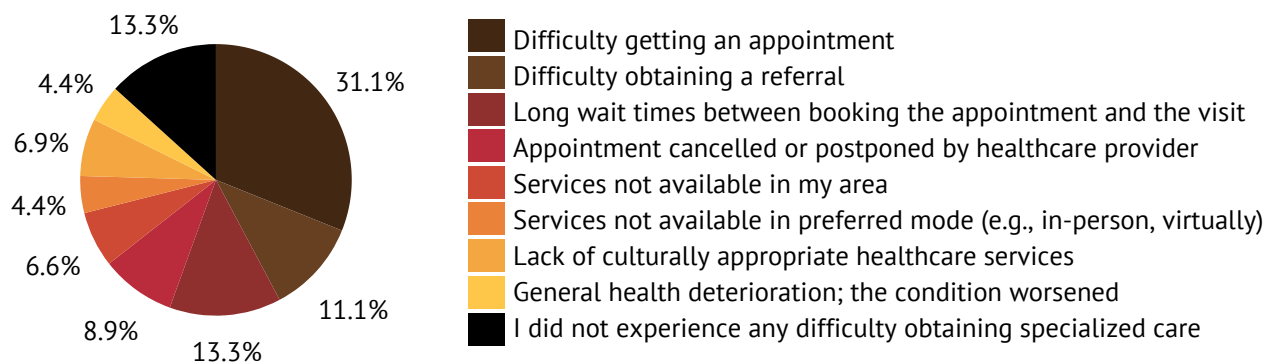 13.3%
31.1%
4.4%
6.9%
4.4%
6.6%
8.9%
13.3%
11.1%
Difficulty getting an appointment
Difficulty obtaining a referral
Long wait times between booking the appointment and the visit
Appointment cancelled or postponed by healthcare provider
Services not available in my area
Services not available in preferred mode (e.g., in-person, virtually)
Lack of culturally appropriate healthcare services
General health deterioration; the condition worsened
I did not experience any difficulty obtaining specialized care